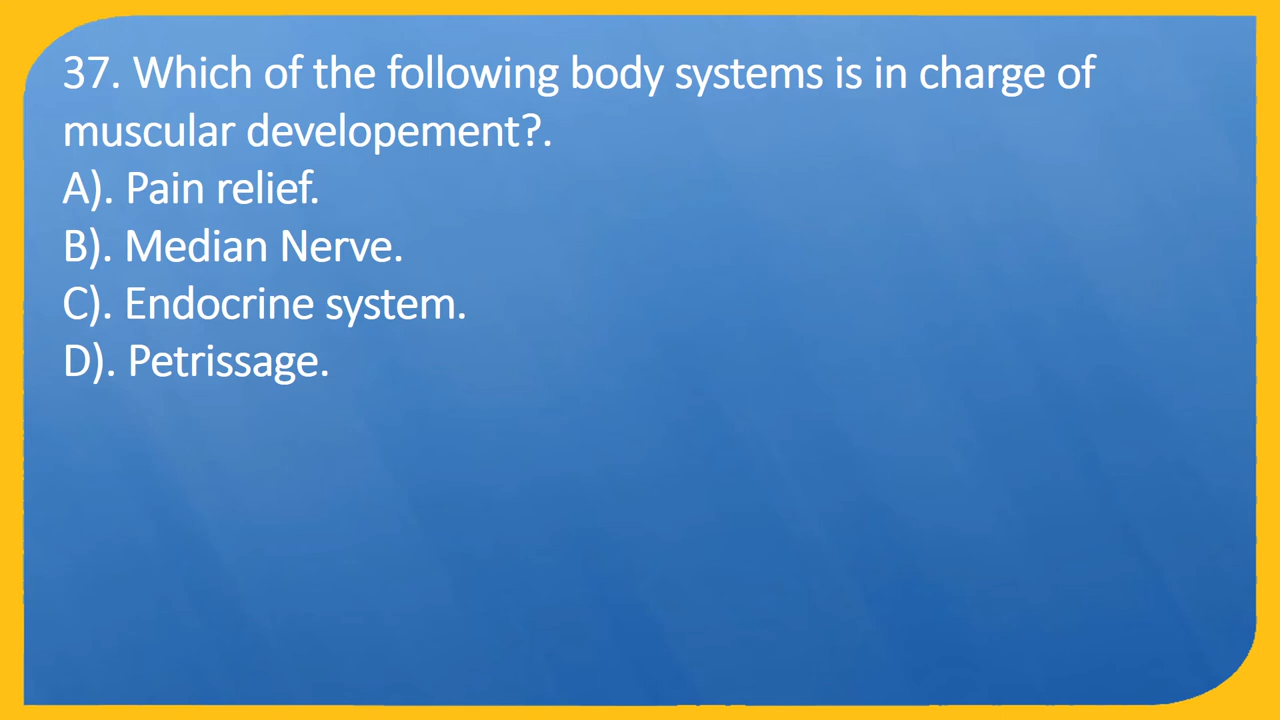 37. Which of the following body systems is in charge of
muscular developement?.
A). Pain relief.
B). Median Nerve.
C). Endocrine system.
D). Petrissage.